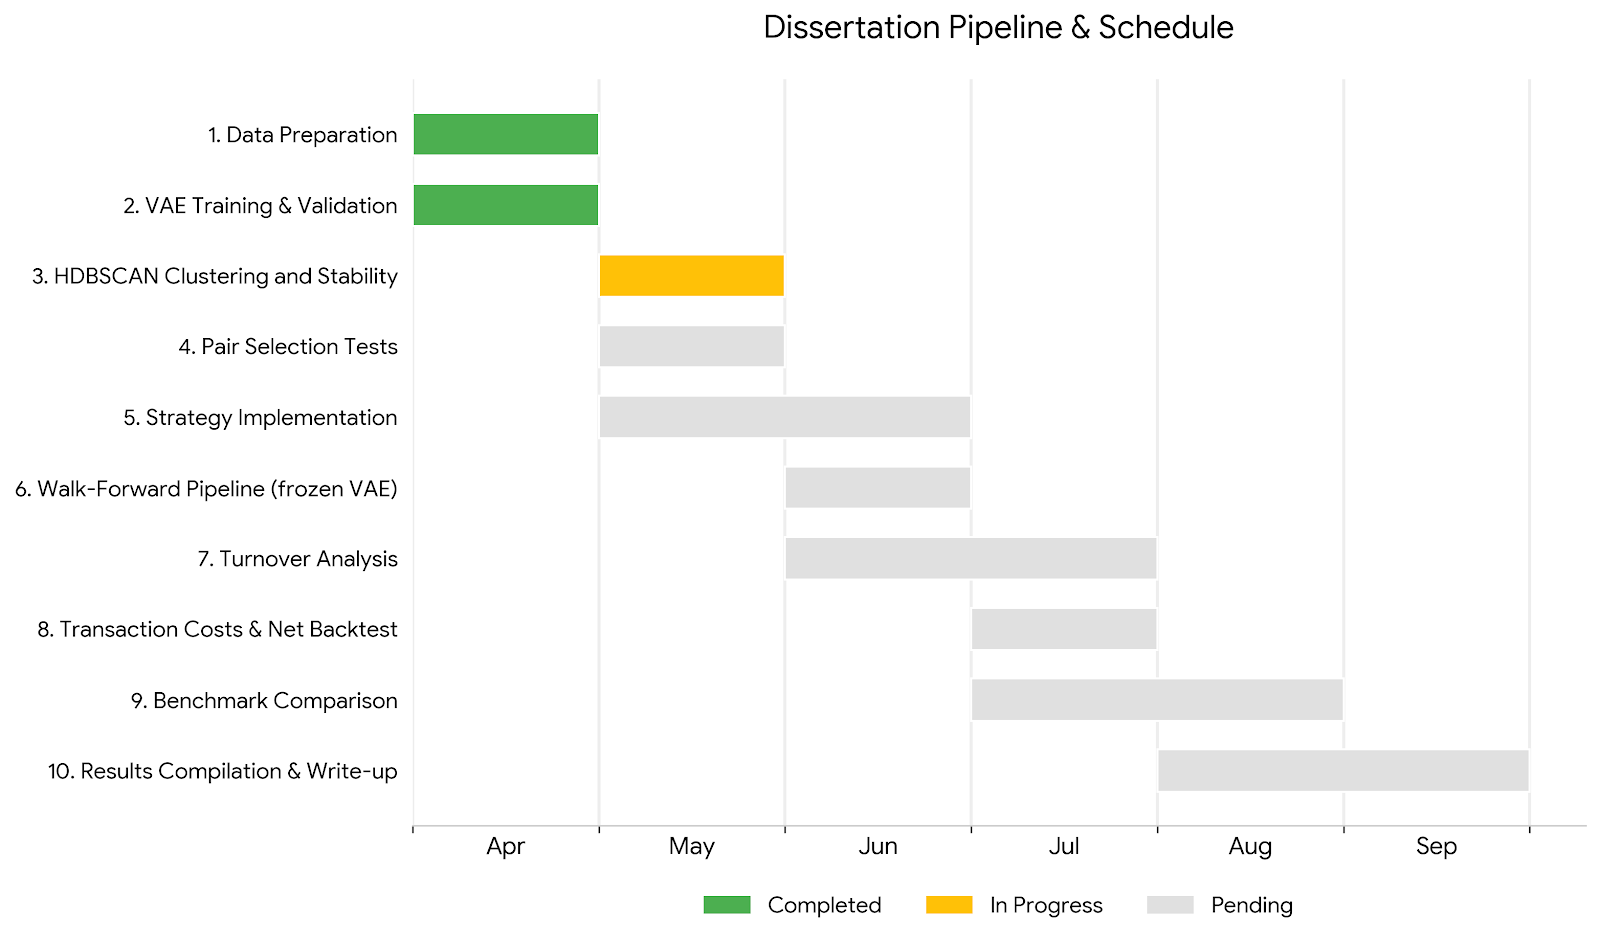 Dissertation Pipeline & Schedule
1. Data Preparation
2. VAE Training & Validation
3. HDBSCAN Clustering and Stability
4. Pair Selection Tests
5. Strategy Implementation
6. Walk-Forward Pipeline (frozen VAE)
7. Turnover Analysis
8. Transaction Costs & Net Backtest
9. Benchmark Comparison
10. Results Compilation & Write-up
Apr May Jun Jul Aug Sep
Completed In Progress Pending